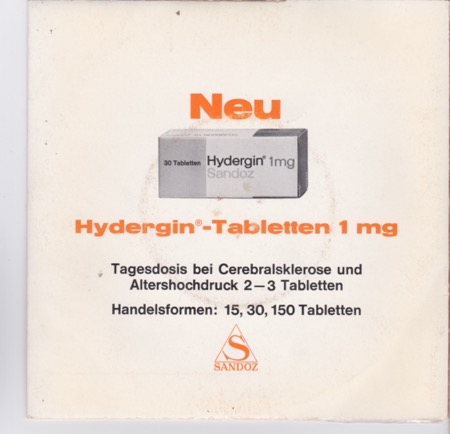 Neu
30 Tabletten Hydergin® 1mg
Sandoz
Hydergin®-Tabletten 1 mg
Tagesdosis bei Cerebralsklerose und
Altershochdruck 2—3 Tabletten
Handelsformen: 15, 30, 150 Tabletten
S
SANDOZ